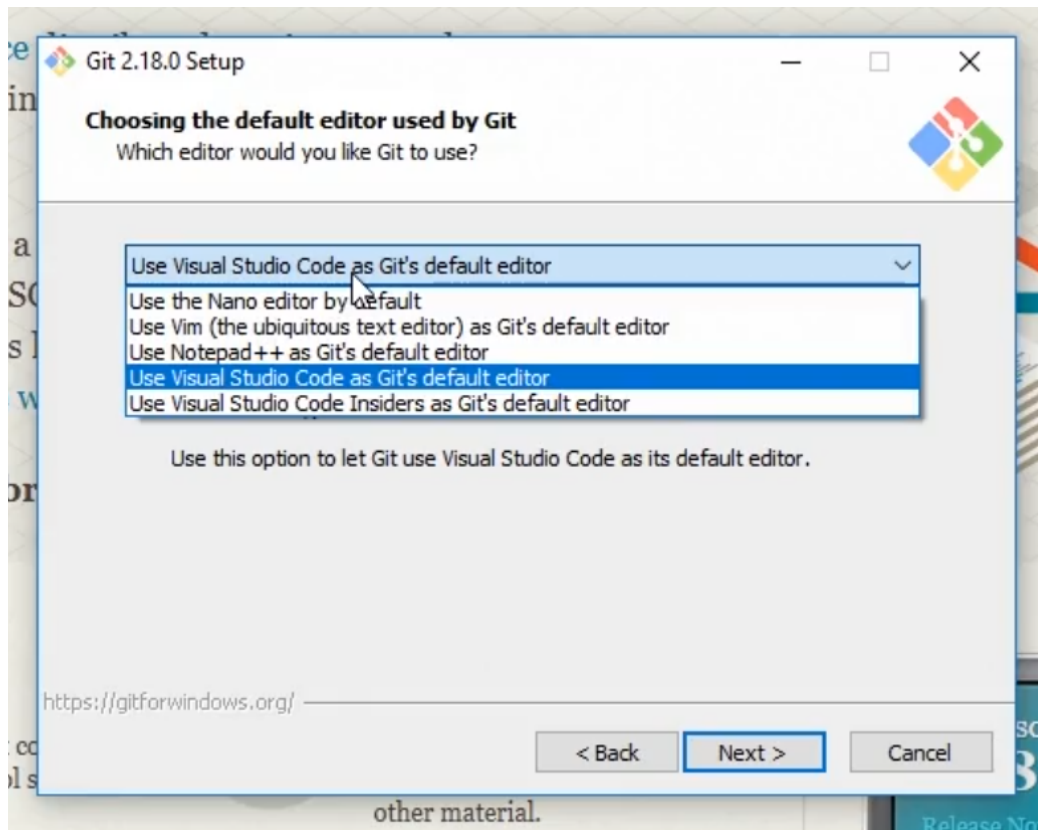 Git 2.18.0 Setup
Choosing the default editor used by Git
Which editor would you like Git to use?
Use Visual Studio Code as Git's default editor
Use the Nano editor by default
Use Vim (the ubiquitous text editor) as Git's default editor
Use Notepad++ as Git's default editor
Use Visual Studio Code as Git's default editor
Use Visual Studio Code Insiders as Git's default editor
Use this option to let Git use Visual Studio Code as its default editor.
https://gitforwindows.org/
< Back
Next >
Cancel
other material.